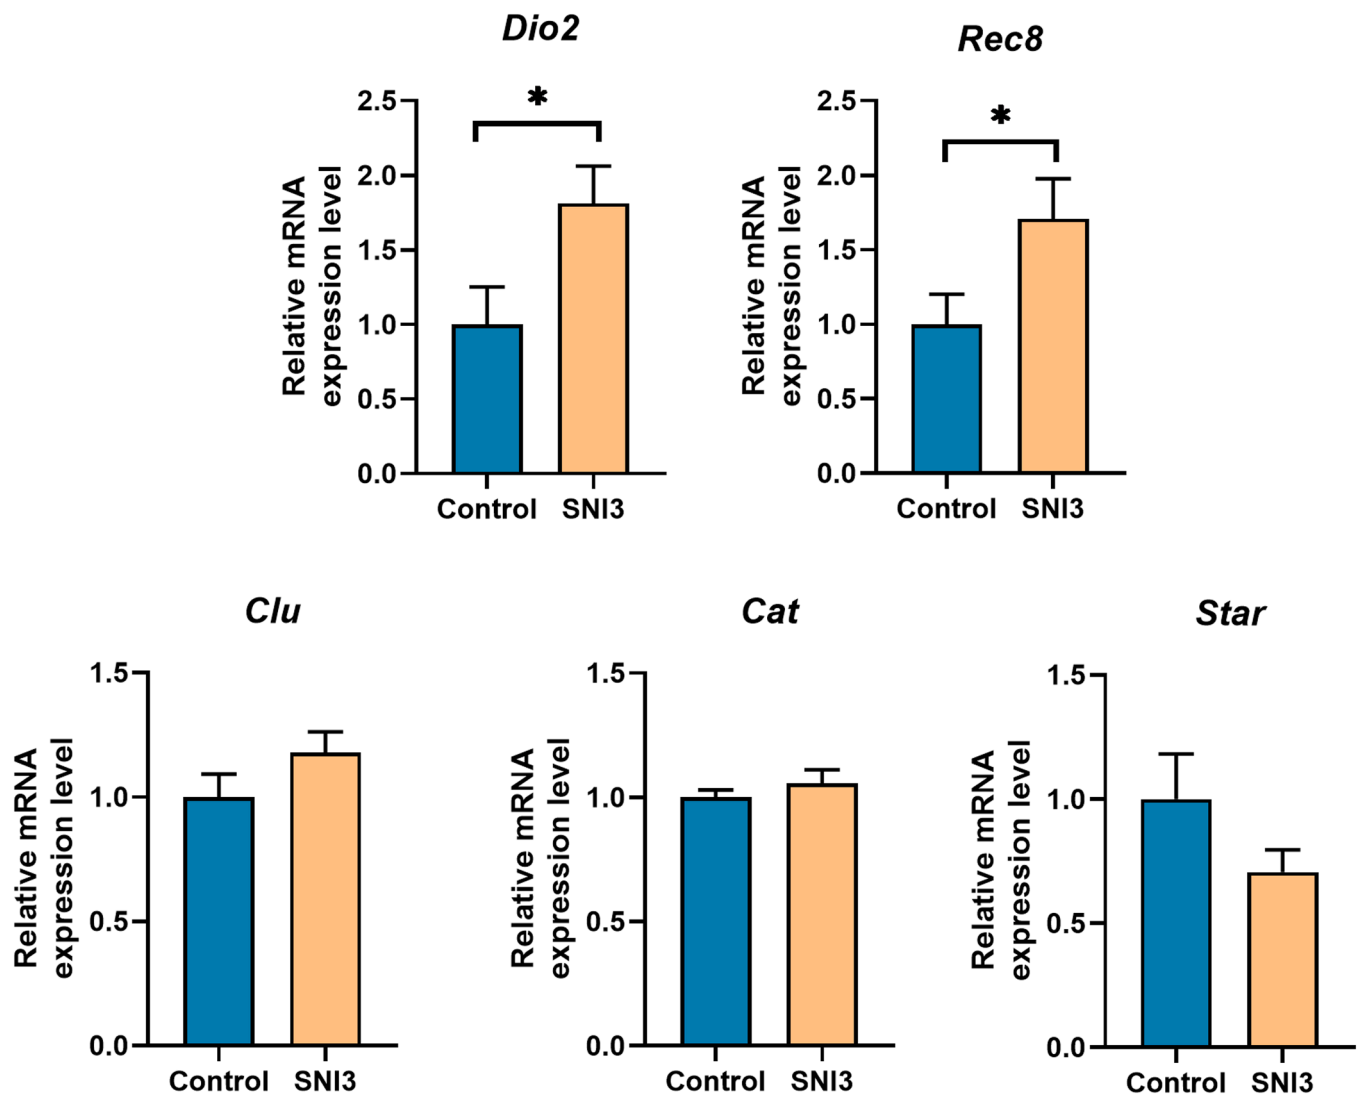 Dio2
Rec8
2.5
2.0
1.5
1.0
0.5
0.0
Relative mRNA
expression level
*
Control SNI3
2.5
2.0
1.5
1.0
0.5
0.0
Relative mRNA
expression level
*
Control SNI3
Clu
Cat
Star
1.5
1.0
0.5
0.0
Relative mRNA
expression level
Control SNI3
1.5
1.0
0.5
0.0
Relative mRNA
expression level
Control SNI3
1.5
1.0
0.5
0.0
Relative mRNA
expression level
Control SNI3